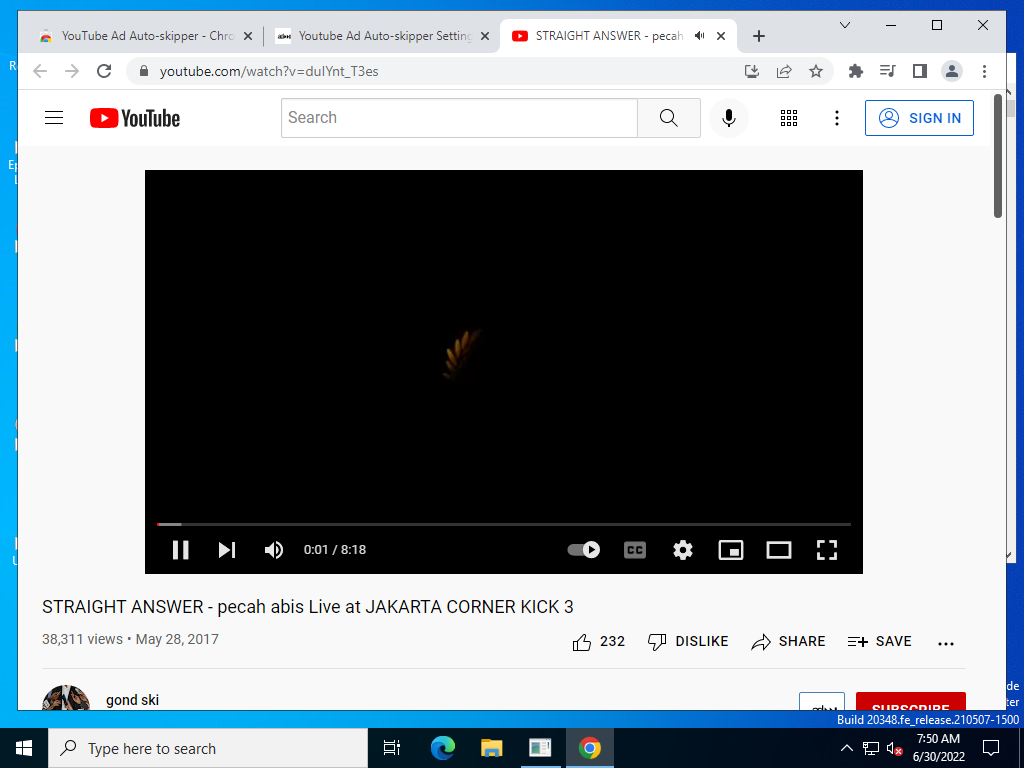 YouTube Ad Auto-skipper - Chro
Youtube Ad Auto-skipper Setting
STRAIGHT ANSWER - pecah
youtube.com/watch?v=dulYnt_T3es
YouTube
Search
SIGN IN
0:01 / 8:18
CC
STRAIGHT ANSWER - pecah abis Live at JAKARTA CORNER KICK 3
38,311 views • May 28, 2017
232
DISLIKE
SHARE
SAVE
gond ski
SUBSCRIBE
Build 20348.fe_release.210507-1500
Type here to search
7:50 AM
6/30/2022